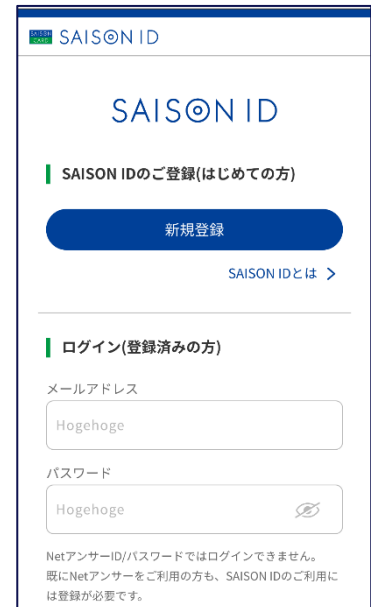 SAISON CARD SAISON ID
SAISON ID
SAISON IDのご登録(はじめての方)
新規登録
SAISON IDとは
ログイン(登録済みの方)
メールアドレス
Hogehoge
パスワード
Hogehoge
NetアンサーID/パスワードではログインできません。
既にNetアンサーをご利用の方も、SAISON IDのご利用に
は登録が必要です。